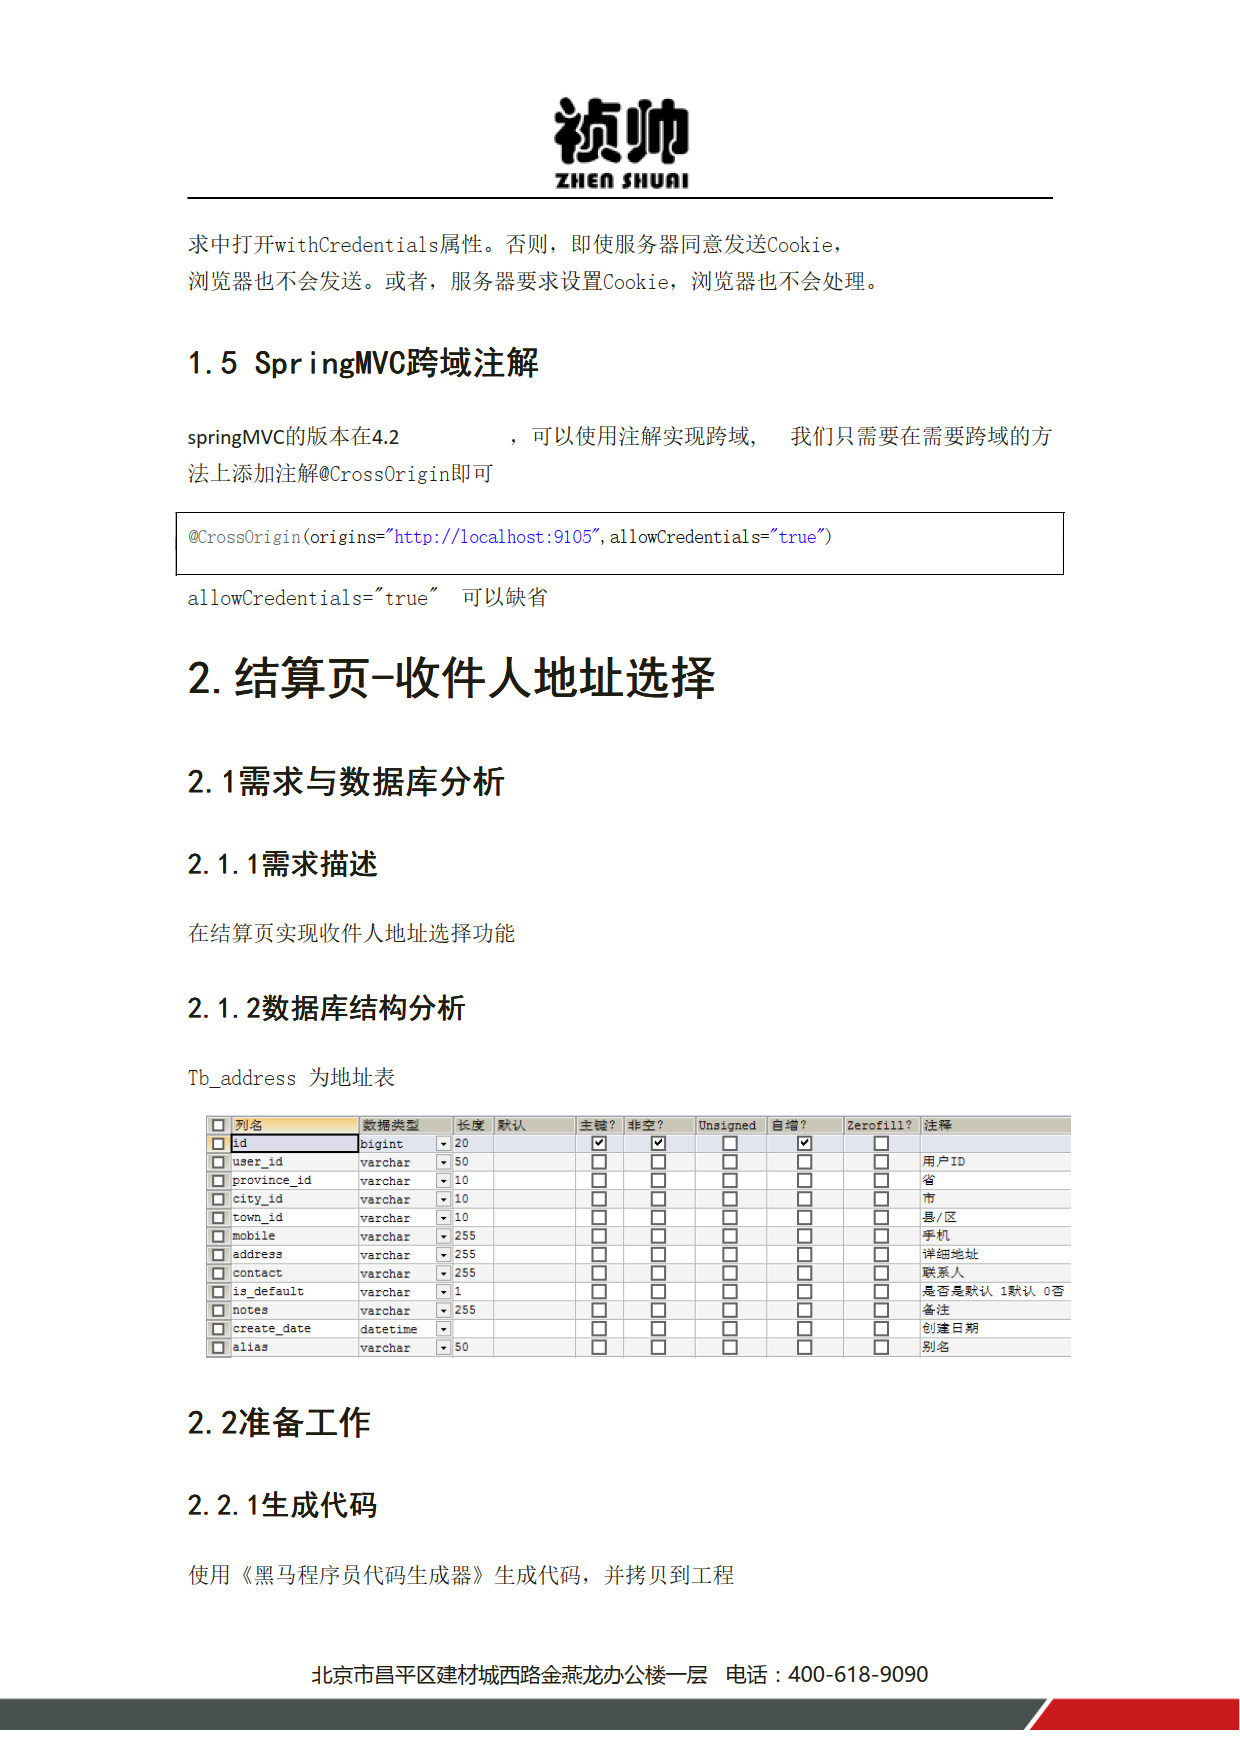 祯帅
ZHEN SHUAI
求中打开withCredentials属性。否则，即使服务器同意发送Cookie，
浏览器也不会发送。或者，服务器要求设置Cookie，浏览器也不会处理。
1.5 SpringMVC跨域注解
springMVC的版本在4.2 ，可以使用注解实现跨域, 我们只需要在需要跨域的方
法上添加注解@CrossOrigin即可
@CrossOrigin(origins="http://localhost:9105",allowCredentials="true")
allowCredentials="true" 可以缺省
2.结算页-收件人地址选择
2.1需求与数据库分析
2.1.1需求描述
在结算页实现收件人地址选择功能
2.1.2数据库结构分析
Tb_address 为地址表
列名 数据类型 长度 默认 主键? 非空? Unsigned 自增? Zerofill? 注释
id bigint 20
user_id varchar 50 用户ID
province_id varchar 10 省
city_id varchar 10 市
town_id varchar 10 县/区
mobile varchar 255 手机
address varchar 255 详细地址
contact varchar 255 联系人
is_default varchar 1 是否是默认 1默认 0否
notes varchar 255 备注
create_date datetime 创建日期
alias varchar 50 别名
2.2准备工作
2.2.1生成代码
使用《黑马程序员代码生成器》生成代码，并拷贝到工程
北京市昌平区建材城西路金燕龙办公楼一层 电话：400-618-9090